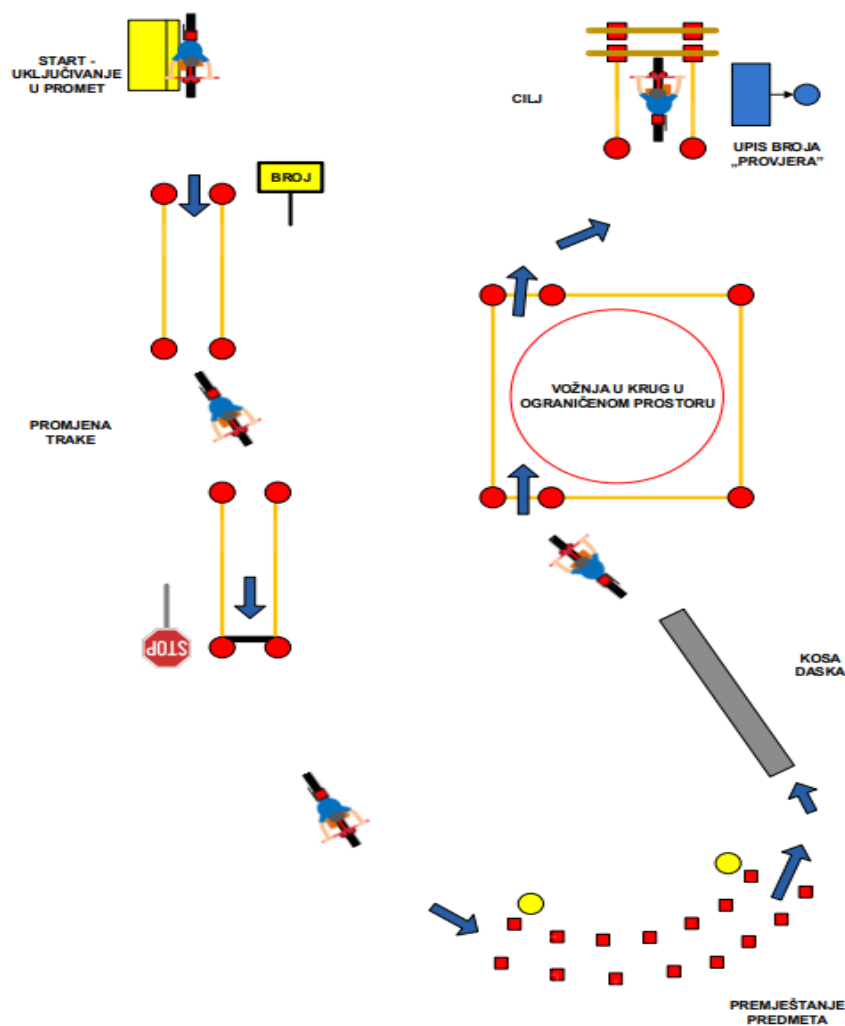 START -
UKLJUČIVANJE
U PROMET
CILJ
UPIS BROJA
„PROVJERA”
BROJ
VOŽNJA U KRUG U
OGRANIČENOM PROSTORU
PROMJENA
TRAKE
STOP
KOSA
DASKA
PREMJEŠTANJE
PREDMETA